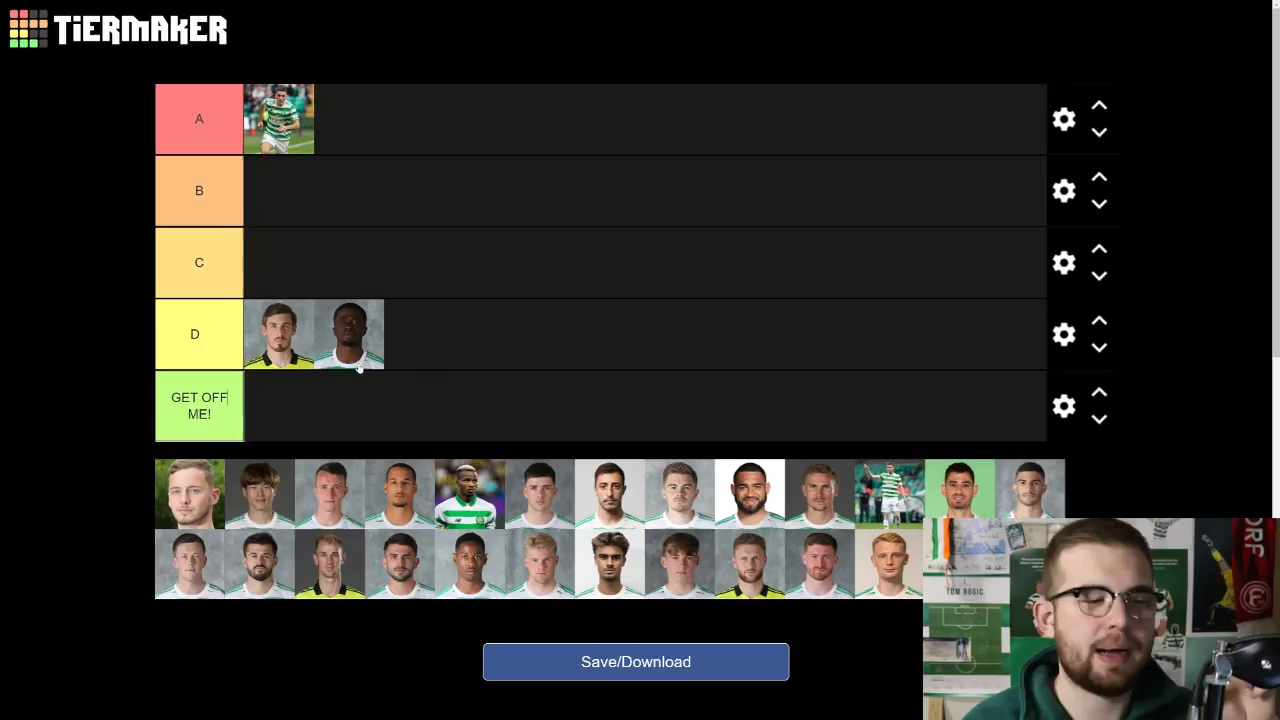 TiERMAKER
A
B
C
D
GET OFF
ME!
Save/Download
TOM ROGIC